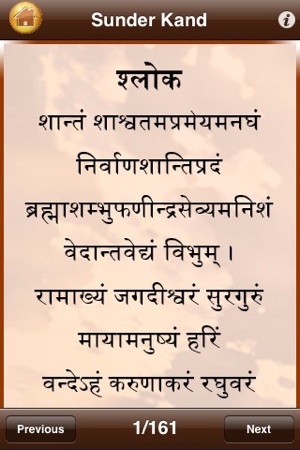 Sunder Kand
श्लोक
शान्तं शाश्वतमप्रमेयमनघं
निर्वाणशान्तिप्रदं
ब्रह्माशम्भुफणीन्द्रसेव्यमनिशं
वेदान्तवेद्यं विभुम् ।
रामाख्यं जगदीश्वरं सुरगुरुं
मायामनुष्यं हरिं
वन्देऽहं करुणाकरं रघुवरं
Previous 1/161 Next